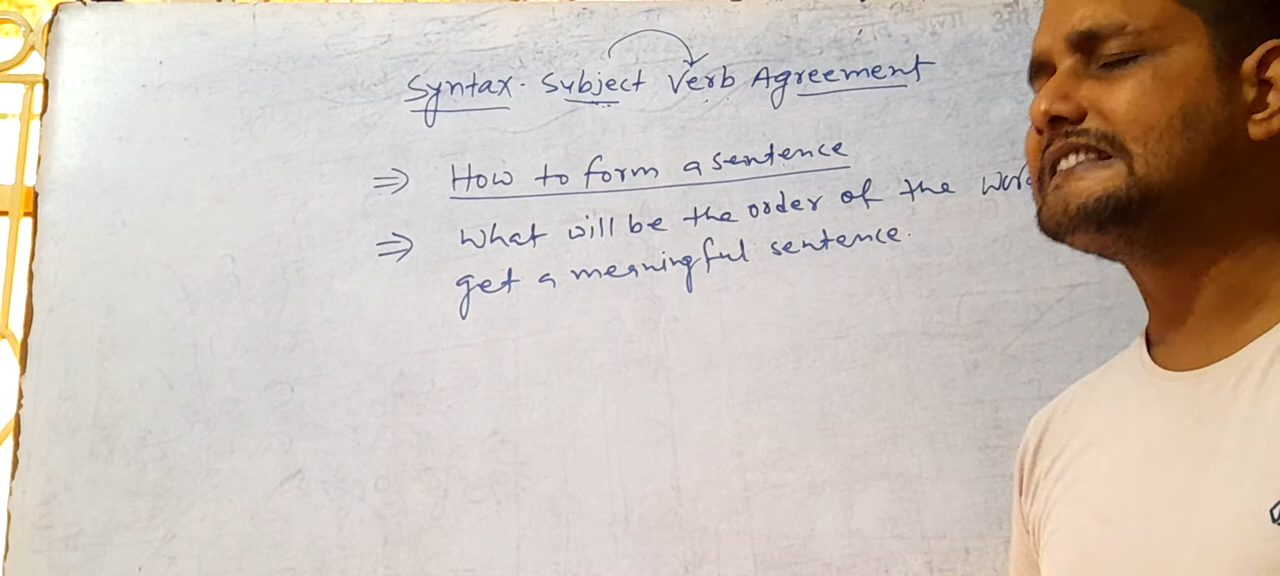 Syntax. Subject Verb Agreement
⇒ How to form a sentence
⇒ What will be the order of the
get a meaningful sentence.